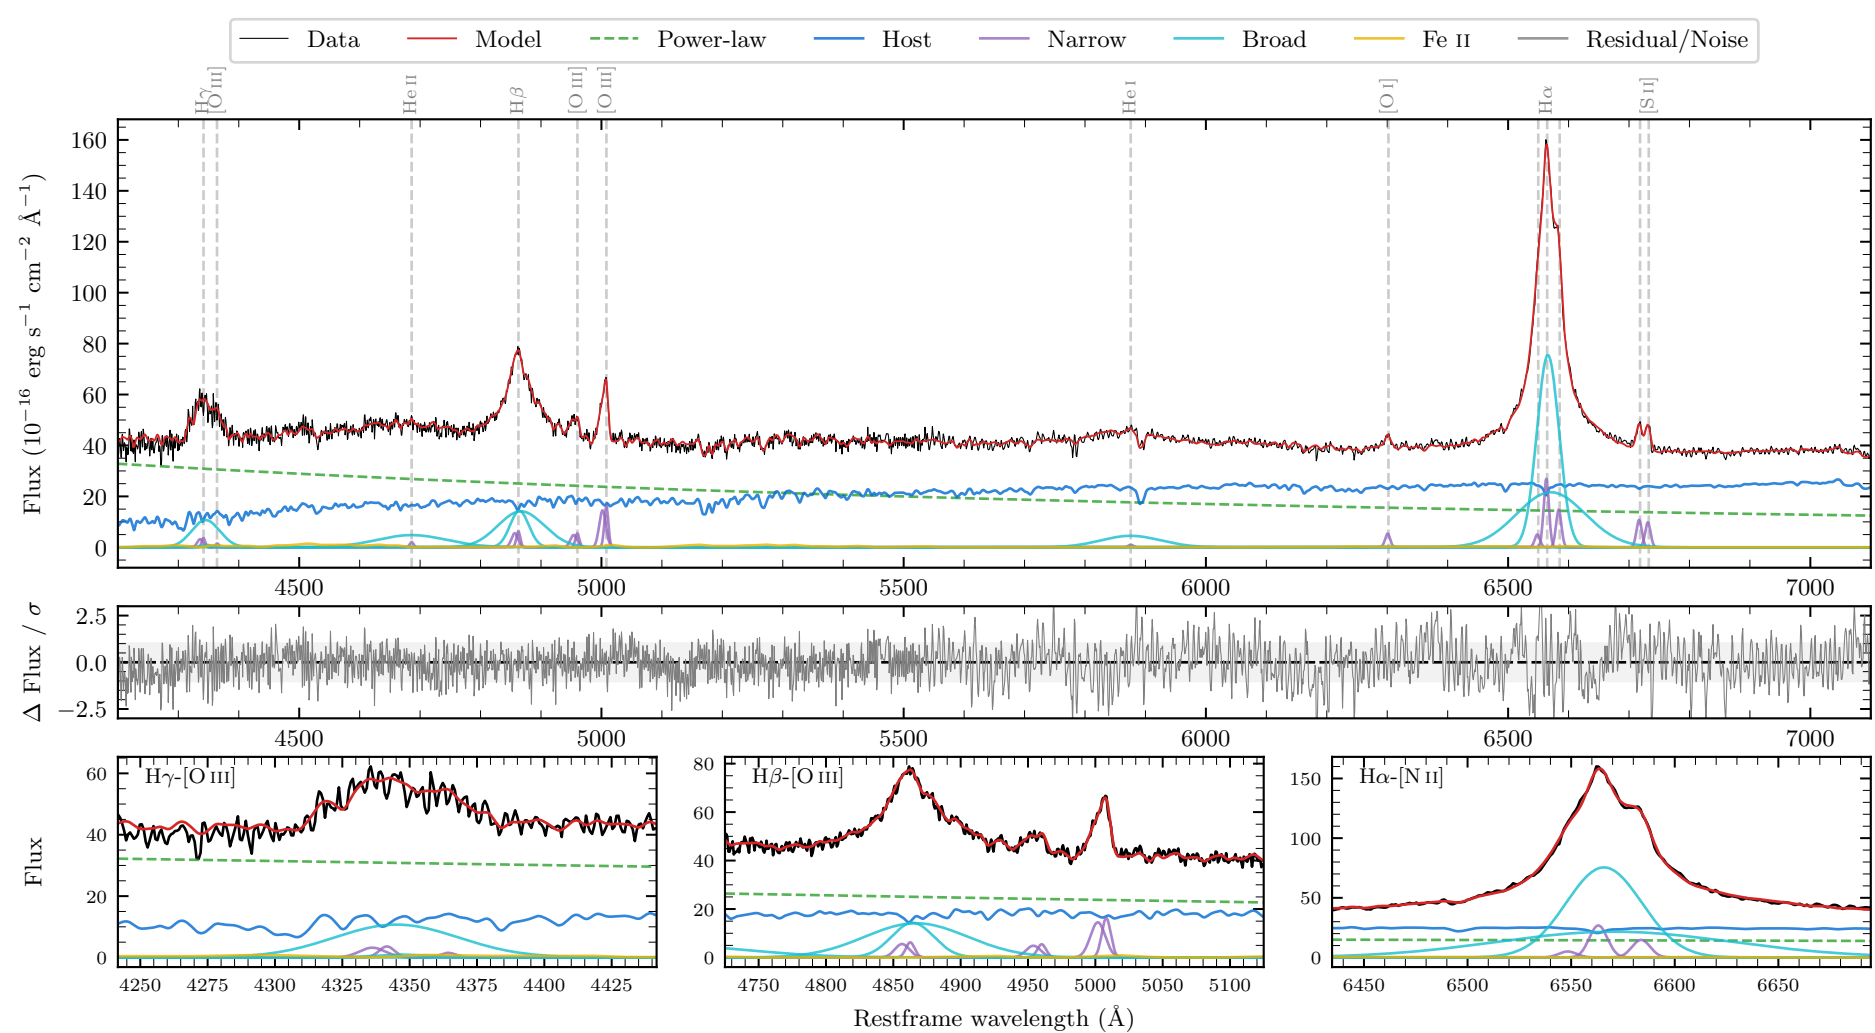 Data Model Power-law Host Narrow Broad Fe II Residual/Noise
Hγ [O III] He II Hβ [O III] [O III] He I [O I] Hα [S II]
Flux (10⁻¹⁶ erg s⁻¹ cm⁻² Å⁻¹)
160
140
120
100
80
60
40
20
0
4500 5000 5500 6000 6500 7000
Δ Flux / σ
2.5
0.0
−2.5
4500 5000 5500 6000 6500 7000
Flux
Hγ-[O III]
60
40
20
0
4250 4275 4300 4325 4350 4375 4400 4425
Hβ-[O III]
80
60
40
20
0
4750 4800 4850 4900 4950 5000 5050 5100
Hα-[N II]
150
100
50
0
6450 6500 6550 6600 6650
Restframe wavelength (Å)